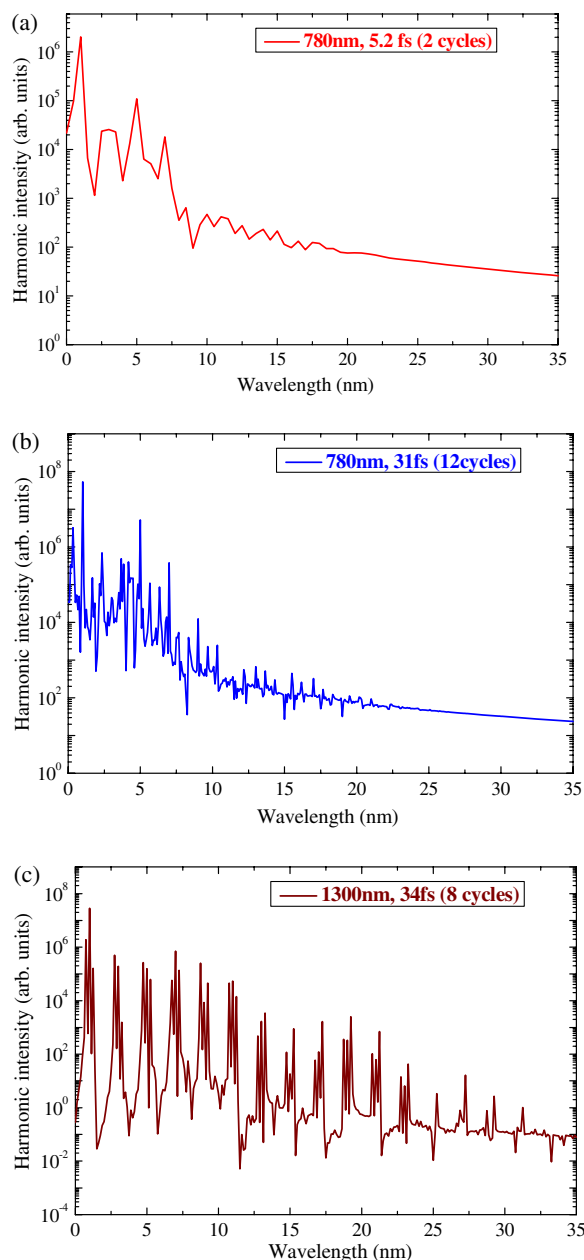 (a)
780nm, 5.2 fs (2 cycles)
Harmonic intensity (arb. units)
10^6
10^5
10^4
10^3
10^2
10^1
10^0
0 5 10 15 20 25 30 35
Wavelength (nm)
(b)
780nm, 31fs (12cycles)
Harmonic intensity (arb. units)
10^8
10^6
10^4
10^2
10^0
0 5 10 15 20 25 30 35
Wavelength (nm)
(c)
1300nm, 34fs (8 cycles)
Harmonic intensity (arb. units)
10^8
10^6
10^4
10^2
10^0
10^-2
10^-4
0 5 10 15 20 25 30 35
Wavelength (nm)